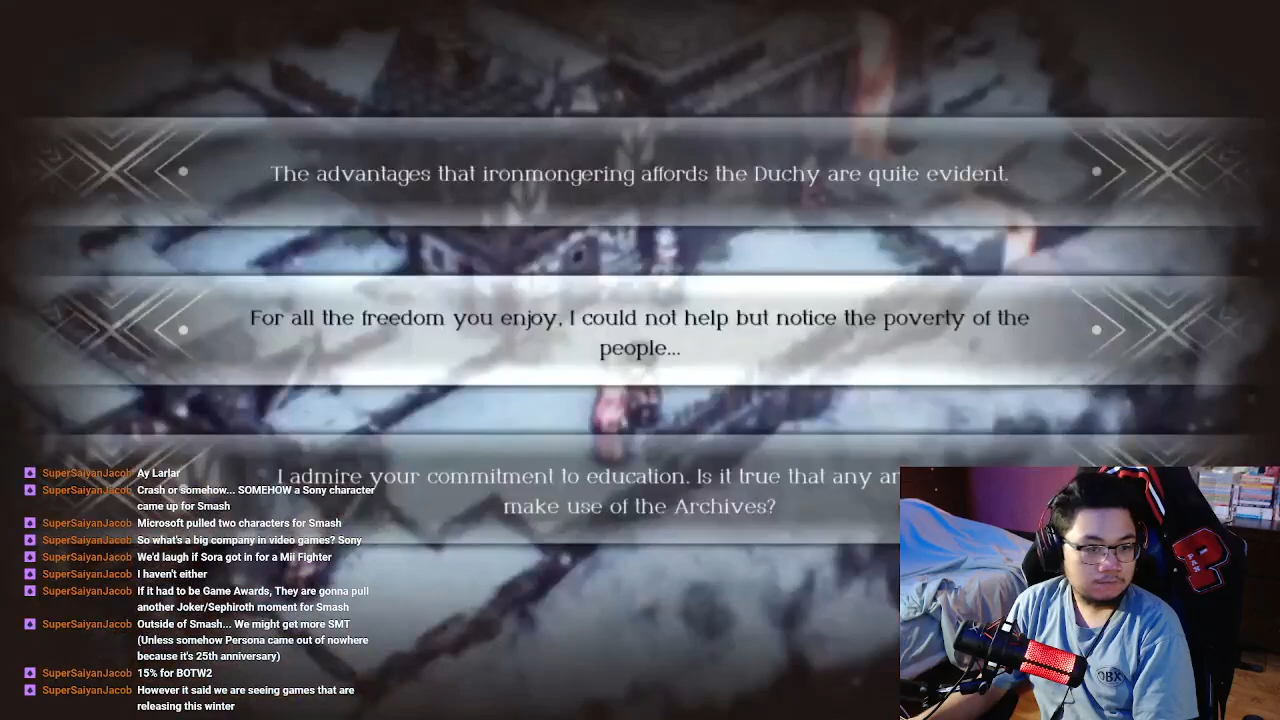 The advantages that ironmongering affords the Duchy are quite evident.
For all the freedom you enjoy, I could not help but notice the poverty of the
people...
I admire your commitment to education. Is it true that any
make use of the Archives?
SuperSaiyanJacob Ay Larlar
SuperSaiyanJacob Crash or somehow... SOMEHOW a Sony character
came up for Smash
SuperSaiyanJacob Microsoft pulled two characters for Smash
SuperSaiyanJacob So what's a big company in video games? Sony
SuperSaiyanJacob We'd laugh if Sora got in for a Mii Fighter
SuperSaiyanJacob I haven't either
SuperSaiyanJacob If it had to be Game Awards, They are gonna pull
another Joker/Sephiroth moment for Smash
SuperSaiyanJacob Outside of Smash... We might get more SMT
(Unless somehow Persona came out of nowhere
because it's 25th anniversary)
SuperSaiyanJacob 15% for BOTW2
SuperSaiyanJacob However it said we are seeing games that are
releasing this winter